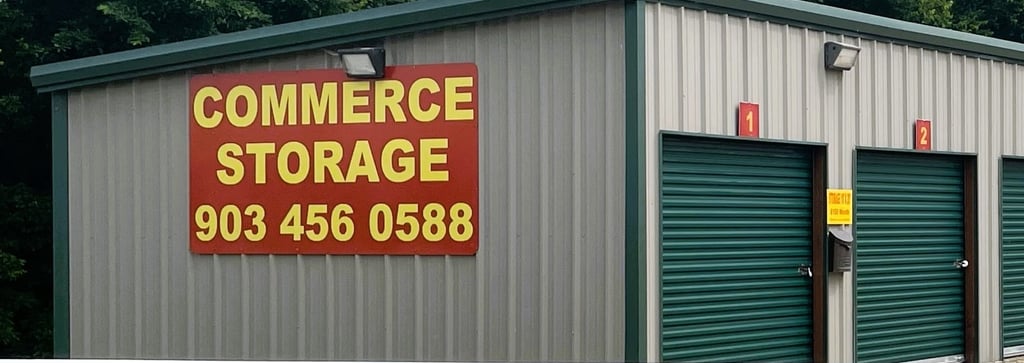 COMMERCE
STORAGE
903 456 0588
1
2